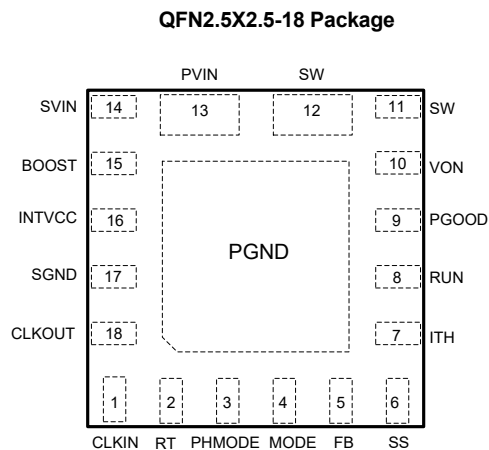 QFN2.5X2.5-18 Package
PVIN SW
SVIN 14 13 12 11 SW
BOOST 15 10 VON
INTVCC 16 9 PGOOD
PGND
SGND 17 8 RUN
CLKOUT 18 7 ITH
1 2 3 4 5 6
CLKIN RT PHMODE MODE FB SS